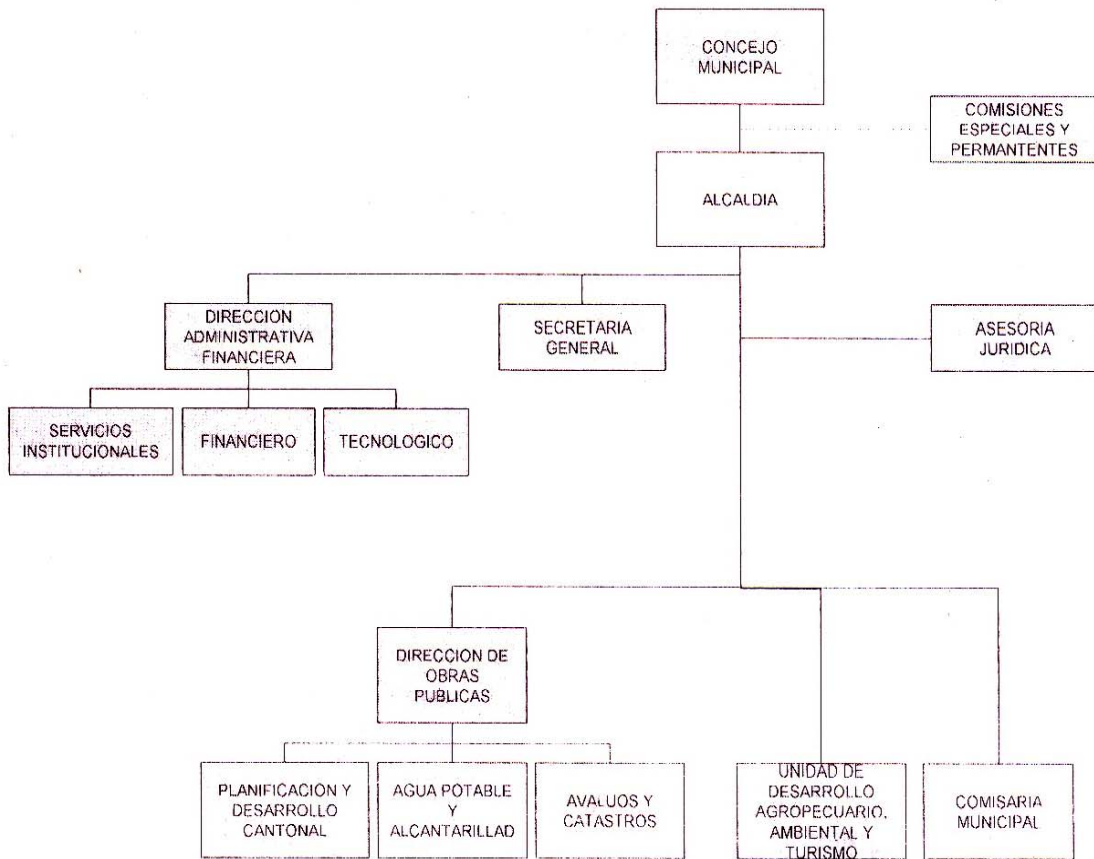 CONCEJO
MUNICIPAL
COMISIONES
ESPECIALES Y
PERMANTENTES
ALCALDIA
DIRECCION
ADMINISTRATIVA
FINANCIERA
SECRETARIA
GENERAL
ASESORIA
JURIDICA
SERVICIOS
INSTITUCIONALES
FINANCIERO
TECNOLOGICO
DIRECCION DE
OBRAS
PUBLICAS
PLANIFICACION Y
DESARROLLO
CANTONAL
AGUA POTABLE
Y
ALCANTARILLAD
AVALUOS Y
CATASTROS
UNIDAD DE
DESARROLLO
AGROPECUARIO,
AMBIENTAL Y
TURISMO
COMISARIA
MUNICIPAL